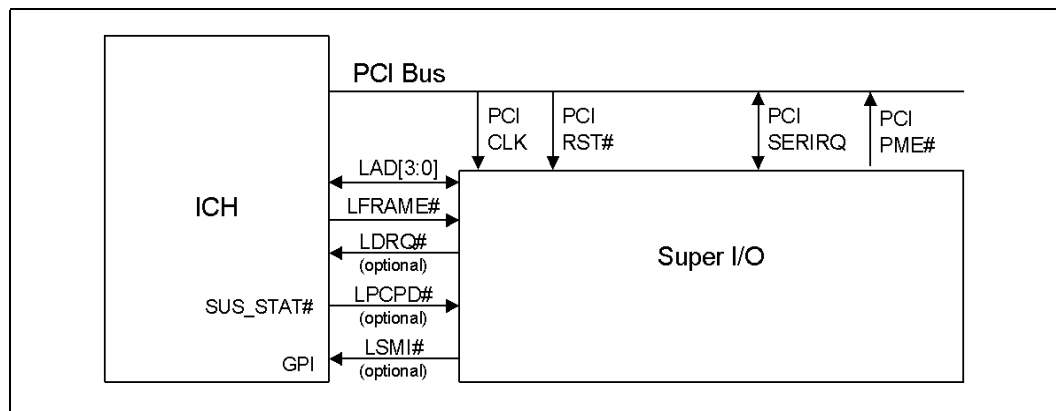 PCI Bus
PCI
CLK
PCI
RST#
PCI
SERIRQ
PCI
PME#
ICH
LAD[3:0]
LFRAME#
LDRQ#
(optional)
SUS_STAT#
LPCPD#
(optional)
GPI
LSMI#
(optional)
Super I/O